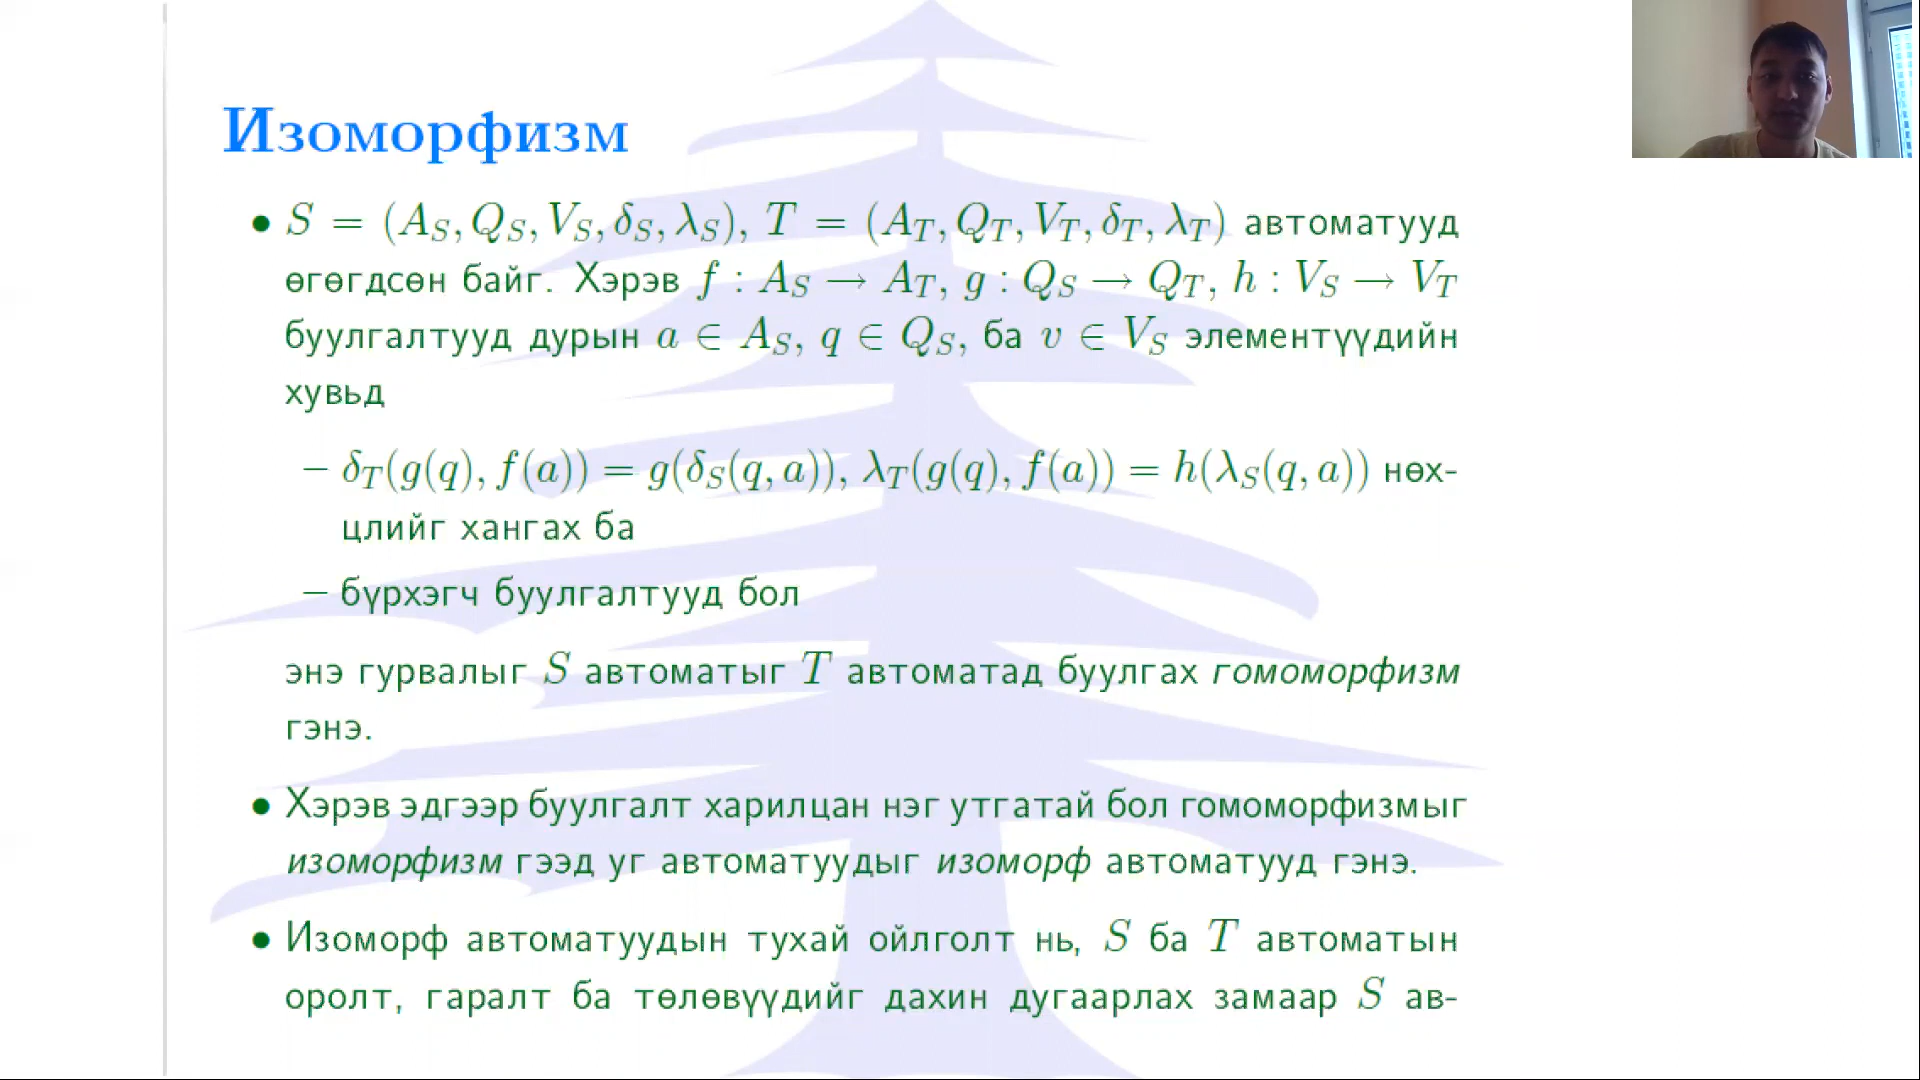 Изоморфизм
• S = (A_S, Q_S, V_S, δ_S, λ_S), T = (A_T, Q_T, V_T, δ_T, λ_T) автоматууд
өгөгдсөн байг. Хэрэв f : A_S → A_T, g : Q_S → Q_T, h : V_S → V_T
буулгалтууд дурын a ∈ A_S, q ∈ Q_S, ба v ∈ V_S элементүүдийн
хувьд
– δ_T(g(q), f(a)) = g(δ_S(q, a)), λ_T(g(q), f(a)) = h(λ_S(q, a)) нөх-
цлийг хангах ба
– бүрхэгч буулгалтууд бол
энэ гурвалыг S автоматыг T автоматад буулгах гомоморфизм
гэнэ.
• Хэрэв эдгээр буулгалт харилцан нэг утгатай бол гомоморфизмыг
изоморфизм гээд уг автоматуудыг изоморф автоматууд гэнэ.
• Изоморф автоматуудын тухай ойлголт нь, S ба T автоматын
оролт, гаралт ба төлөвүүдийг дахин дугаарлах замаар S ав-